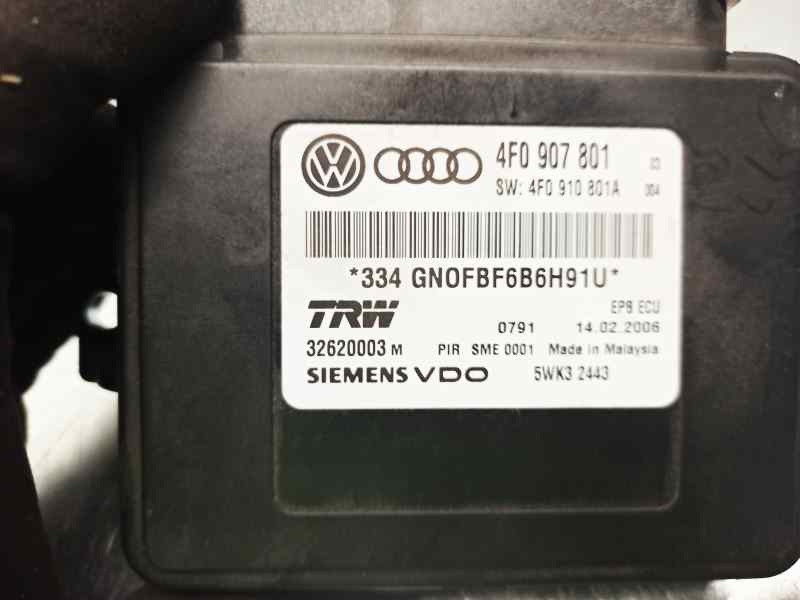 4F0 907 801 03
SW: 4F0 910 801A 004
*334 GN0FBF6B6H91U*
TRW EPB ECU
0791 14.02.2006
32620003 M PIR SME 0001 Made in Malaysia
SIEMENS VDO 5WK3 2443